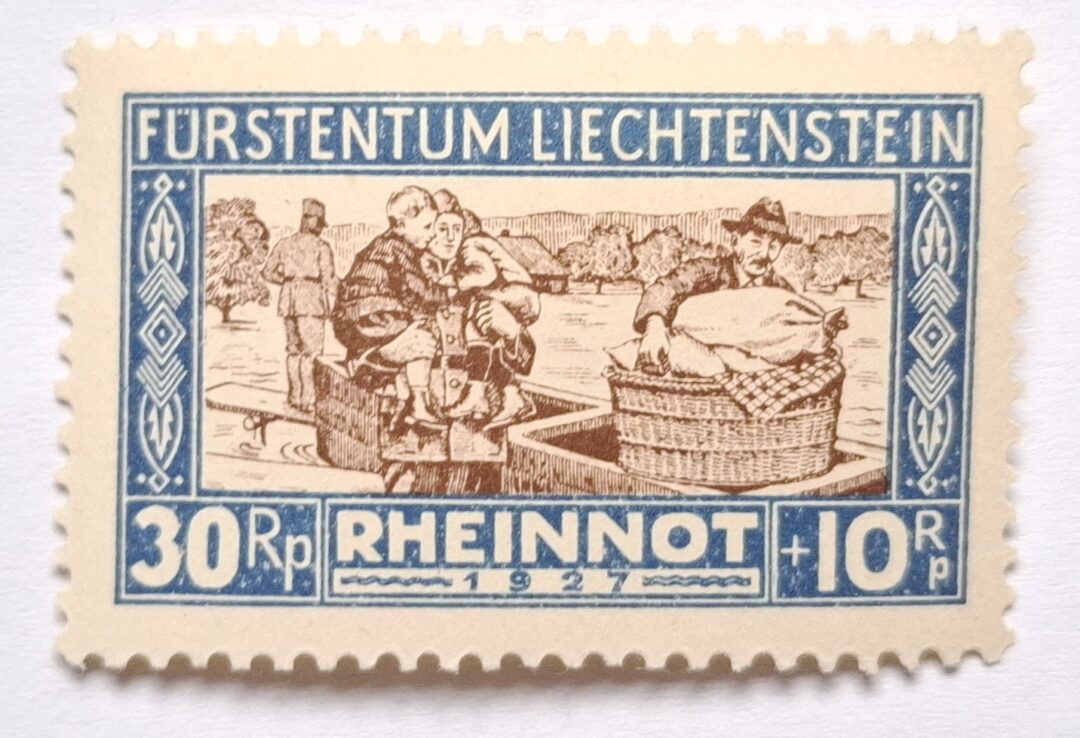 FÜRSTENTUM LIECHTENSTEIN
30 Rp RHEINNOT +10 Rp
1927